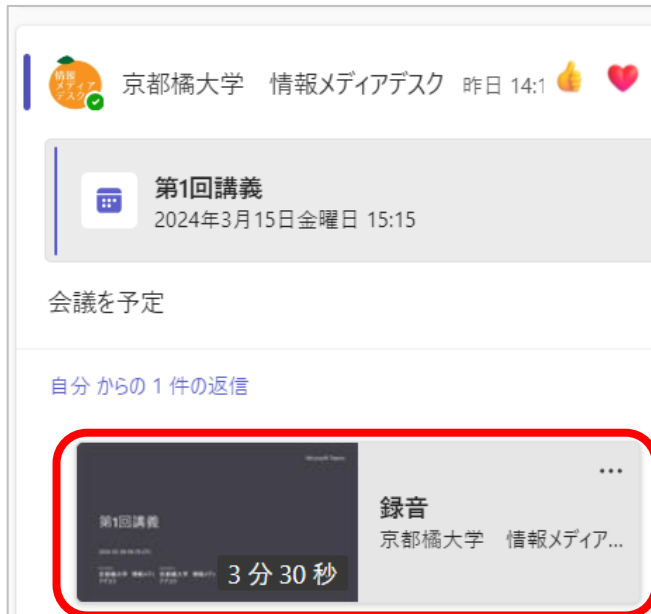 情報
メディア
デスク
京都橘大学　情報メディアデスク 昨日 14:1
第1回講義
2024年3月15日金曜日 15:15
会議を予定
自分 からの 1 件の返信
Microsoft Teams
第1回講義
録音
京都橘大学　情報メディア...
3 分 30 秒